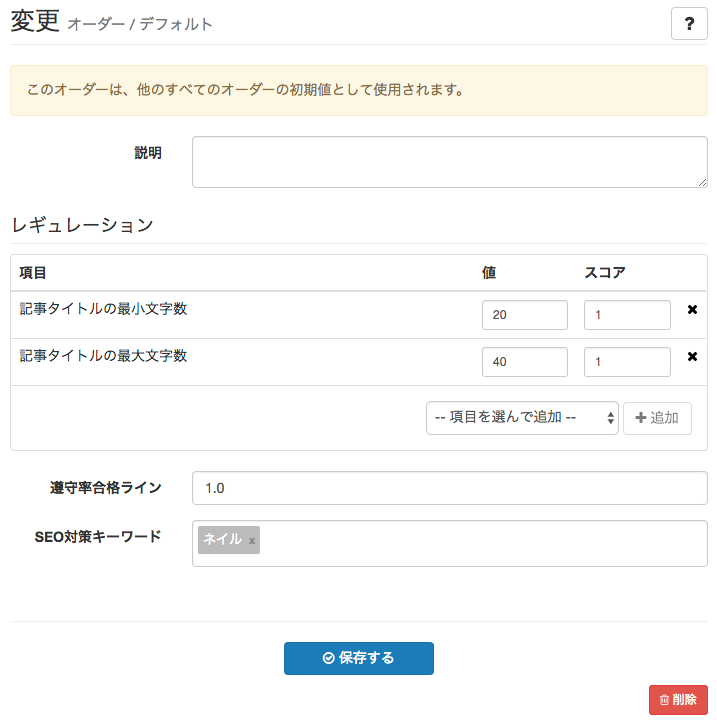 変更 オーダー / デフォルト
?
このオーダーは、他のすべてのオーダーの初期値として使用されます。
説明
レギュレーション
項目 値 スコア
記事タイトルの最小文字数 20 1 ✖
記事タイトルの最大文字数 40 1 ✖
-- 項目を選んで追加 -- + 追加
遵守率合格ライン 1.0
SEO対策キーワード ネイル x
保存する
削除